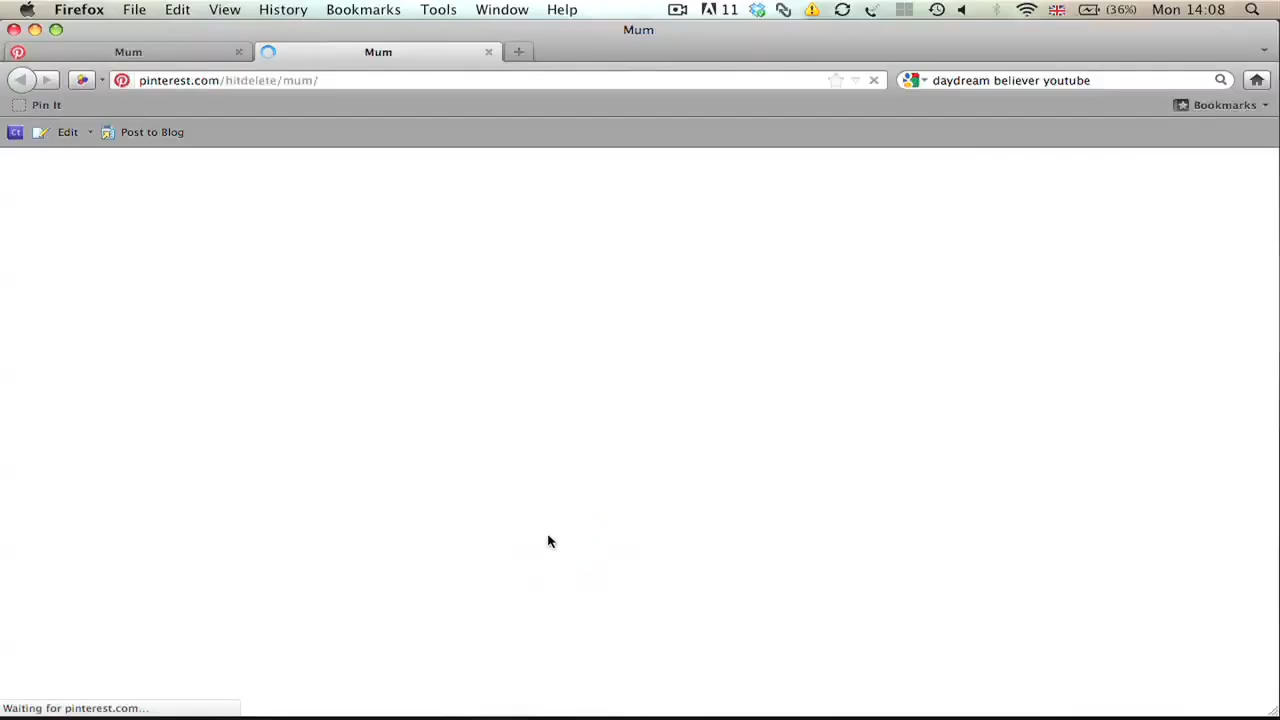 Firefox File Edit View History Bookmarks Tools Window Help 11 (36%) Mon 14:08
Mum
Mum Mum
pinterest.com/hitdelete/mum/ daydream believer youtube
Pin It Bookmarks
Ct Edit Post to Blog
Waiting for pinterest.com...